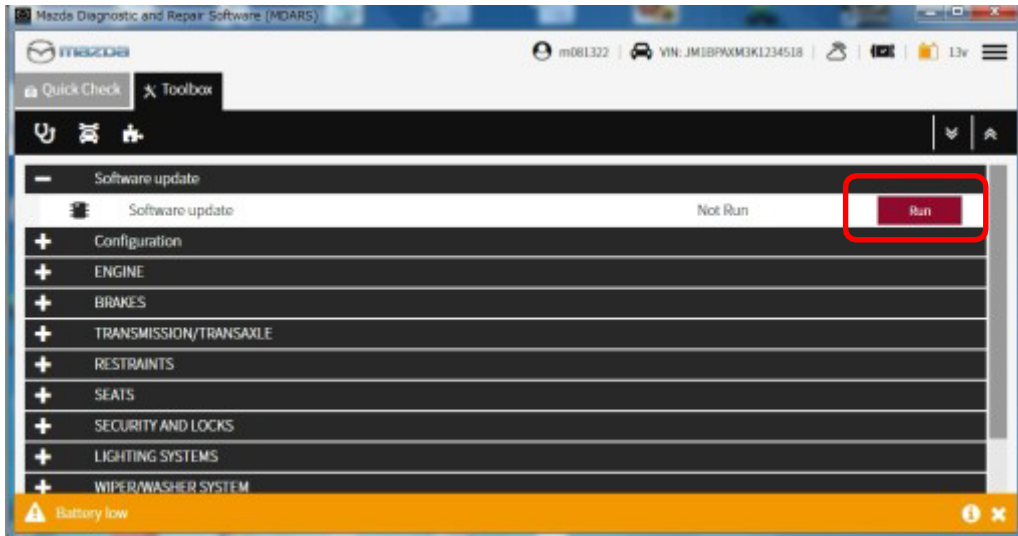 Mazda Diagnostic and Repair Software (MDARS)
mazda m081322 VIN: JM1BPAXM3K1234518 13v
Quick Check Toolbox
Software update
Software update Not Run Run
Configuration
ENGINE
BRAKES
TRANSMISSION/TRANSAXLE
RESTRAINTS
SEATS
SECURITY AND LOCKS
LIGHTING SYSTEMS
WIPER/WASHER SYSTEM
Battery low